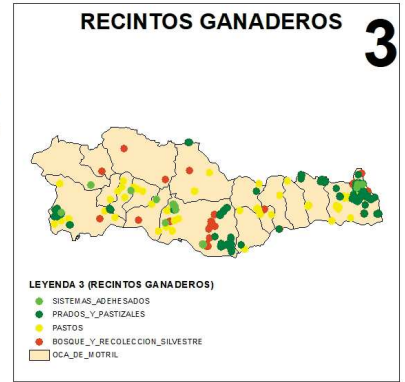 RECINTOS GANADEROS
3
LEYENDA 3 (RECINTOS GANADEROS)
SISTEMAS_ADEHESADOS
PRADOS_Y_PASTIZALES
PASTOS
BOSQUE_Y_RECOLECCION_SILVESTRE
OCA_DE_MOTRIL